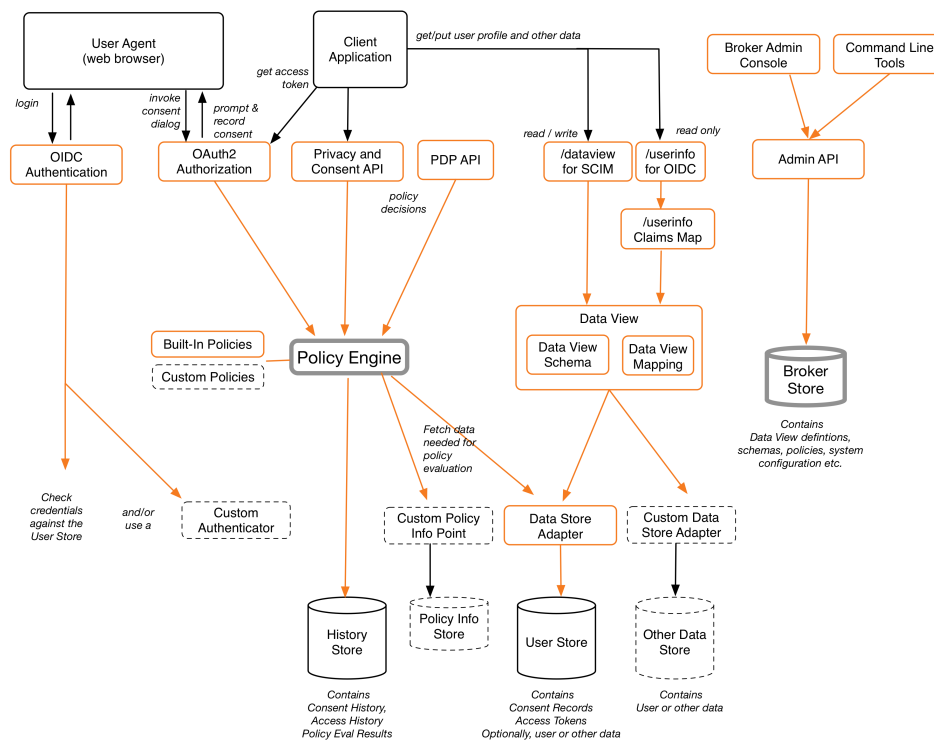 User Agent
(web browser)
Client
Application
get/put user profile and other data
Broker Admin
Console
Command Line
Tools
get access
token
login
invoke
consent
dialog
prompt &
record
consent
read / write
read only
OIDC
Authentication
OAuth2
Authorization
Privacy and
Consent API
PDP API
/dataview
for SCIM
/userinfo
for OIDC
Admin API
policy
decisions
/userinfo
Claims Map
Data View
Data View
Schema
Data View
Mapping
Built-In Policies
Custom Policies
Policy Engine
Broker
Store
Contains
Data View defintions,
schemas, policies, system
configuration etc.
Fetch data
needed for
policy
evaluation
Check
credentials
against the
User Store
and/or
use a
Custom
Authenticator
Custom Policy
Info Point
Data Store
Adapter
Custom Data
Store Adapter
History
Store
Policy Info
Store
User Store
Other Data
Store
Contains
Consent History,
Access History
Policy Eval Results
Contains
Consent Records
Access Tokens
Optionally, user or other data
Contains
User or other data